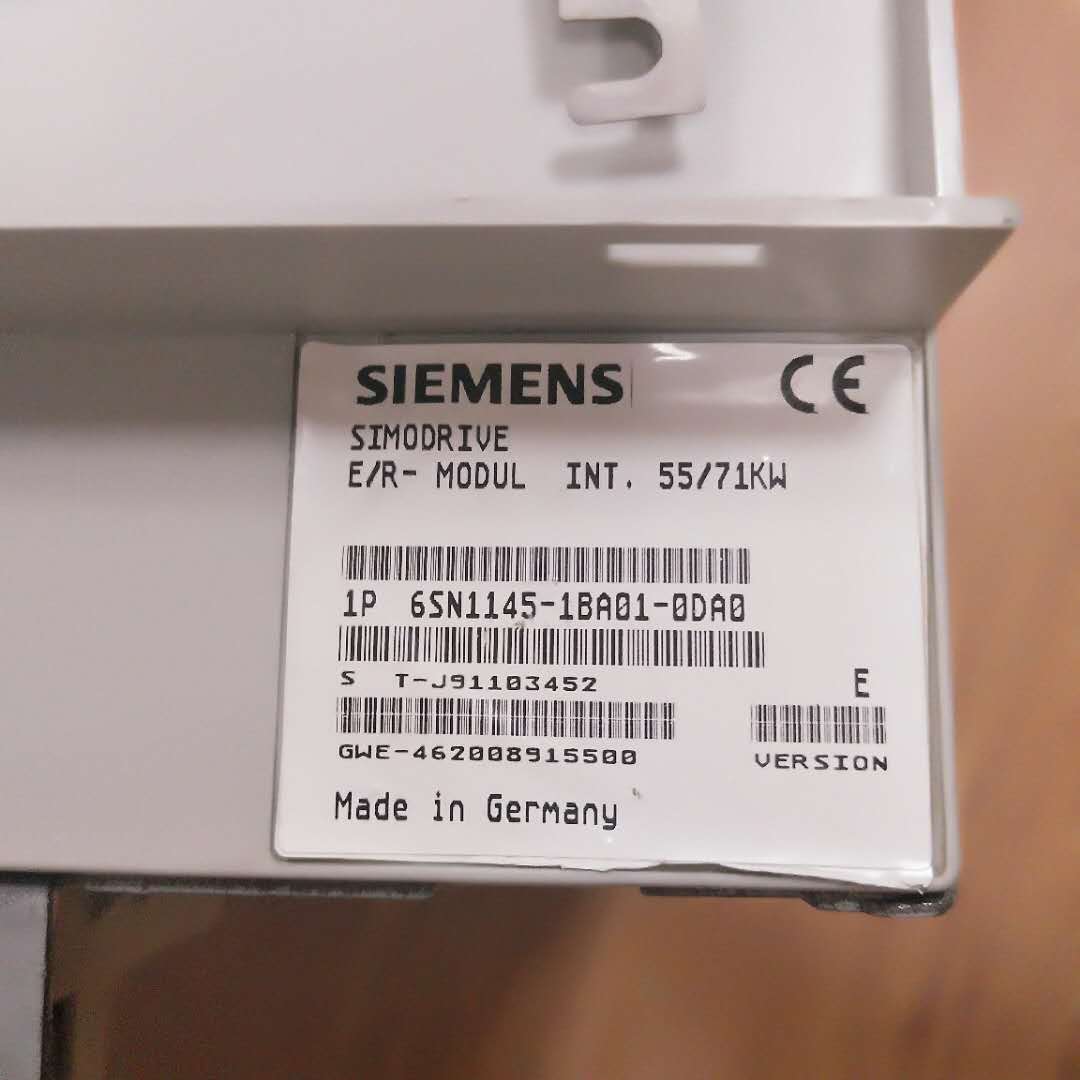 SIEMENS CE
SIMODRIVE
E/R- MODUL INT. 55/71KW
1P 6SN1145-1BA01-0DA0
S T-J91103452 E
GWE-462008915500 VERSION
Made in Germany